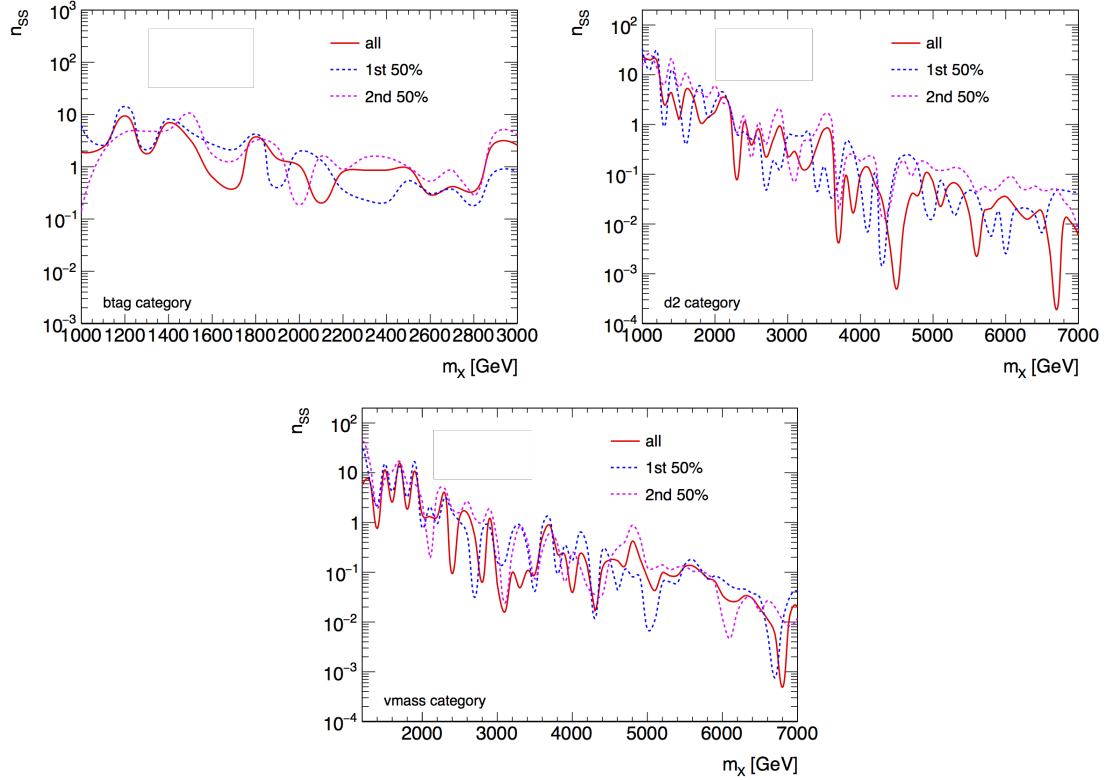 n_SS
10^3
10^2
10
1
10^−1
10^−2
10^−3
all
1st 50%
2nd 50%
btag category
1000 1200 1400 1600 1800 2000 2200 2400 2600 2800 3000
m_X [GeV]
n_SS
10^2
10
1
10^−1
10^−2
10^−3
10^−4
all
1st 50%
2nd 50%
d2 category
1000 2000 3000 4000 5000 6000 7000
m_X [GeV]
n_SS
10^2
10
1
10^−1
10^−2
10^−3
10^−4
all
1st 50%
2nd 50%
vmass category
2000 3000 4000 5000 6000 7000
m_X [GeV]